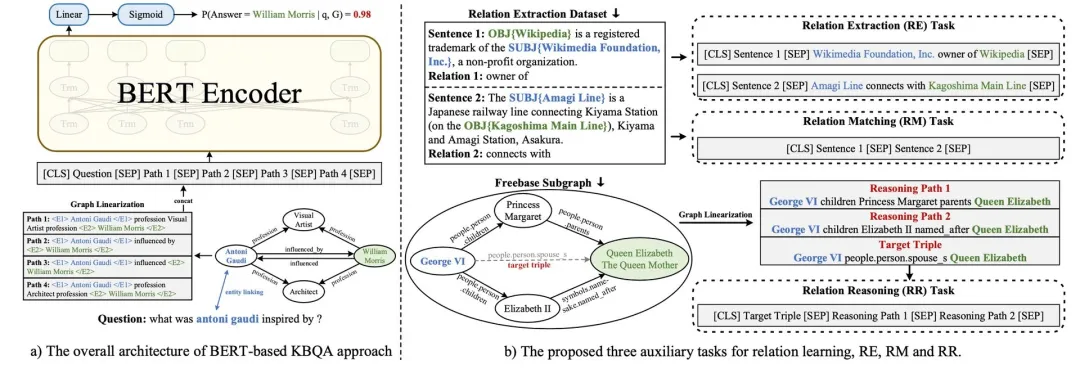 Linear
Sigmoid
P(Answer = William Morris | q, G) = 0.98
Trm Trm Trm
BERT Encoder
Trm Trm Trm
[CLS] Question [SEP] Path 1 [SEP] Path 2 [SEP] Path 3 [SEP] Path 4 [SEP]
Graph Linearization
concat
Path 1: <E1> Antoni Gaudi </E1> profession Visual
Artist profession <E2> William Morris </E2>
Path 2: <E1> Antoni Gaudi </E1> influenced by
<E2> William Morris </E2>
Path 3: <E1> Antoni Gaudi </E1> influenced <E2>
William Morris </E2>
Path 4: <E1> Antoni Gaudi </E1> profession
Architect profession <E2> William Morris </E2>
Visual
Artist
profession
profession
Antoni
Gaudi
influenced_by
influenced
William
Morris
profession
profession
Architect
entity linking
Question: what was antoni gaudi inspired by ?
a) The overall architecture of BERT-based KBQA approach
Relation Extraction Dataset ↓
Sentence 1: OBJ{Wikipedia} is a registered
trademark of the SUBJ{Wikimedia Foundation,
Inc.}, a non-profit organization.
Relation 1: owner of
Sentence 2: The SUBJ{Amagi Line} is a
Japanese railway line connecting Kiyama Station
(on the OBJ{Kagoshima Main Line}), Kiyama
and Amagi Station, Asakura.
Relation 2: connects with
Relation Extraction (RE) Task
[CLS] Sentence 1 [SEP] Wikimedia Foundation, Inc. owner of Wikipedia [SEP]
[CLS] Sentence 2 [SEP] Amagi Line connects with Kagoshima Main Line [SEP]
Relation Matching (RM) Task
[CLS] Sentence 1 [SEP] Sentence 2 [SEP]
Freebase Subgraph ↓
Princess
Margaret
people.person
.children
people.person
.parents
George VI
people.person.spouse_s
target triple
Queen Elizabeth
The Queen Mother
people.person
.children
symbols.name-
sake.named_after
Elizabeth II
Graph Linearization
Reasoning Path 1
George VI children Princess Margaret parents Queen Elizabeth
Reasoning Path 2
George VI children Elizabeth II named_after Queen Elizabeth
Target Triple
George VI people.person.spouse_s Queen Elizabeth
Relation Reasoning (RR) Task
[CLS] Target Triple [SEP] Reasoning Path 1 [SEP] Reasoning Path 2 [SEP]
b) The proposed three auxiliary tasks for relation learning, RE, RM and RR.